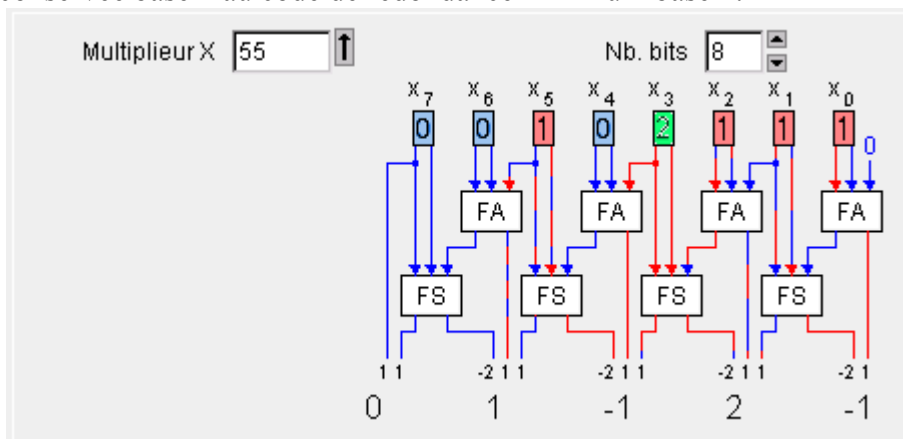 Multiplieur X 55 Nb. bits 8
X7 X6 X5 X4 X3 X2 X1 X0
0 0 1 0 2 1 1 1 0
FA FA FA FA
FS FS FS FS
1 1 -2 1 1 -2 1 1 -2 1 1 -2 1
0 1 -1 2 -1